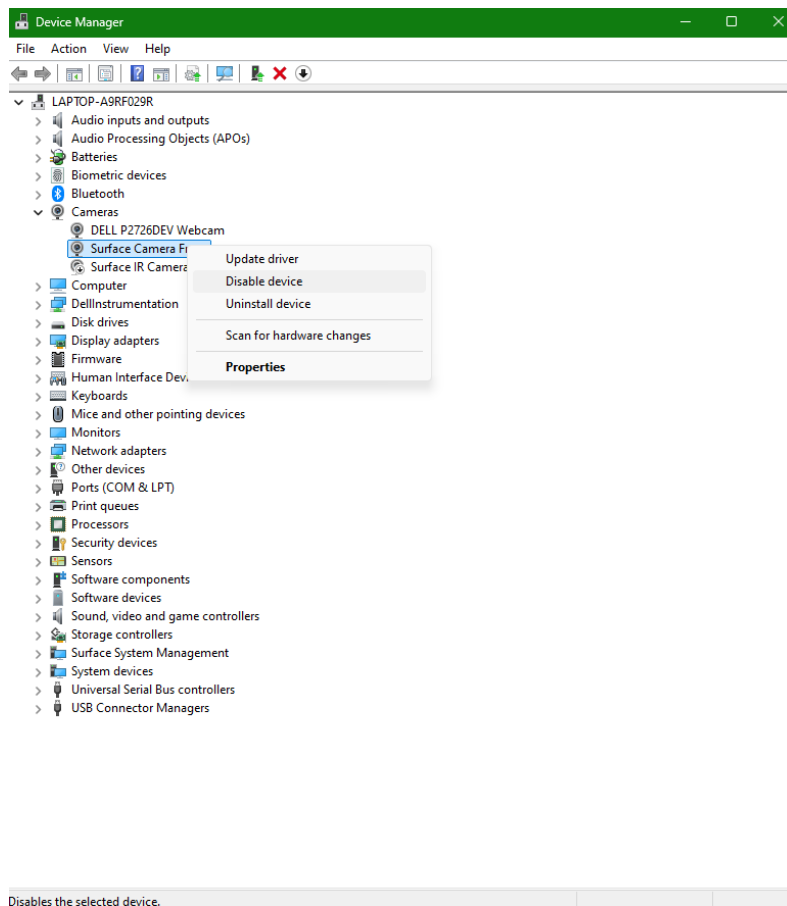 Device Manager
File Action View Help
LAPTOP-A9RF029R
Audio inputs and outputs
Audio Processing Objects (APOs)
Batteries
Biometric devices
Bluetooth
Cameras
DELL P2726DEV Webcam
Surface Camera
Surface IR Camera
Update driver
Disable device
Uninstall device
Scan for hardware changes
Properties
Computer
DellInstrumentation
Disk drives
Display adapters
Firmware
Human Interface
Keyboards
Mice and other pointing devices
Monitors
Network adapters
Other devices
Ports (COM & LPT)
Print queues
Processors
Security devices
Sensors
Software components
Software devices
Sound, video and game controllers
Storage controllers
Surface System Management
System devices
Universal Serial Bus controllers
USB Connector Managers
Disables the selected device.